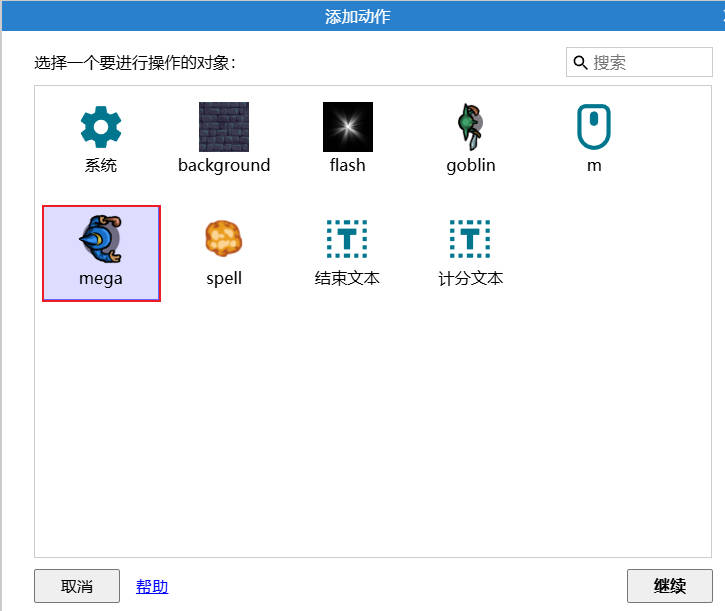 添加动作
选择一个要进行操作的对象:
搜索
系统
background
flash
goblin
m
mega
spell
结束文本
计分文本
取消
帮助
继续